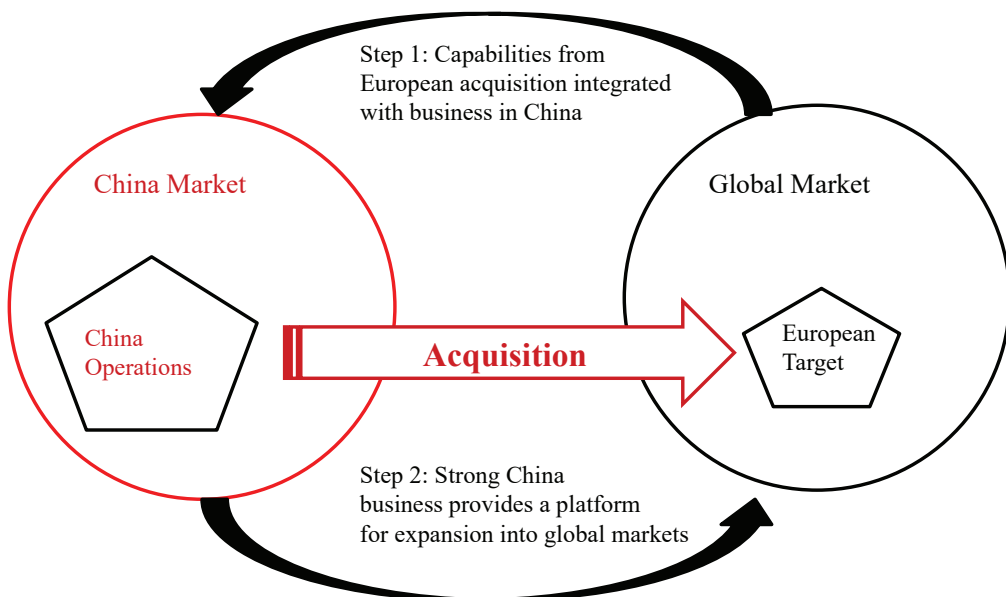 Step 1: Capabilities from
European acquisition integrated
with business in China
China Market
Global Market
China
Operations
Acquisition
European
Target
Step 2: Strong China
business provides a platform
for expansion into global markets